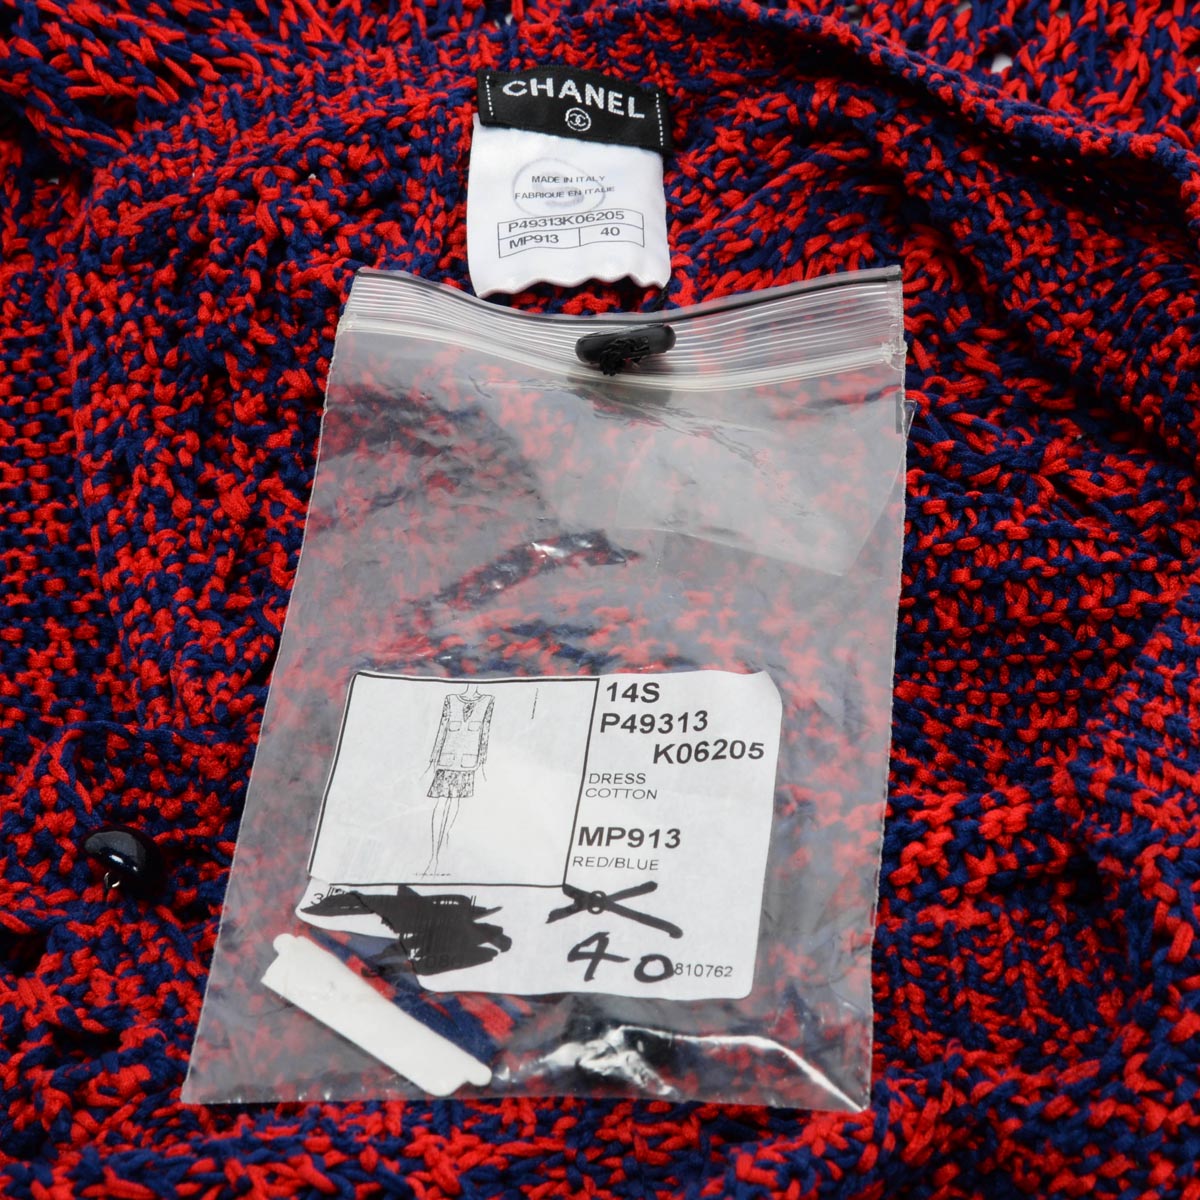 CHANEL
MADE IN ITALY
FABRIQUE EN ITALIE
P49313K06205
MP913 40
14S
P49313
K06205
DRESS
COTTON
MP913
RED/BLUE
40
810762